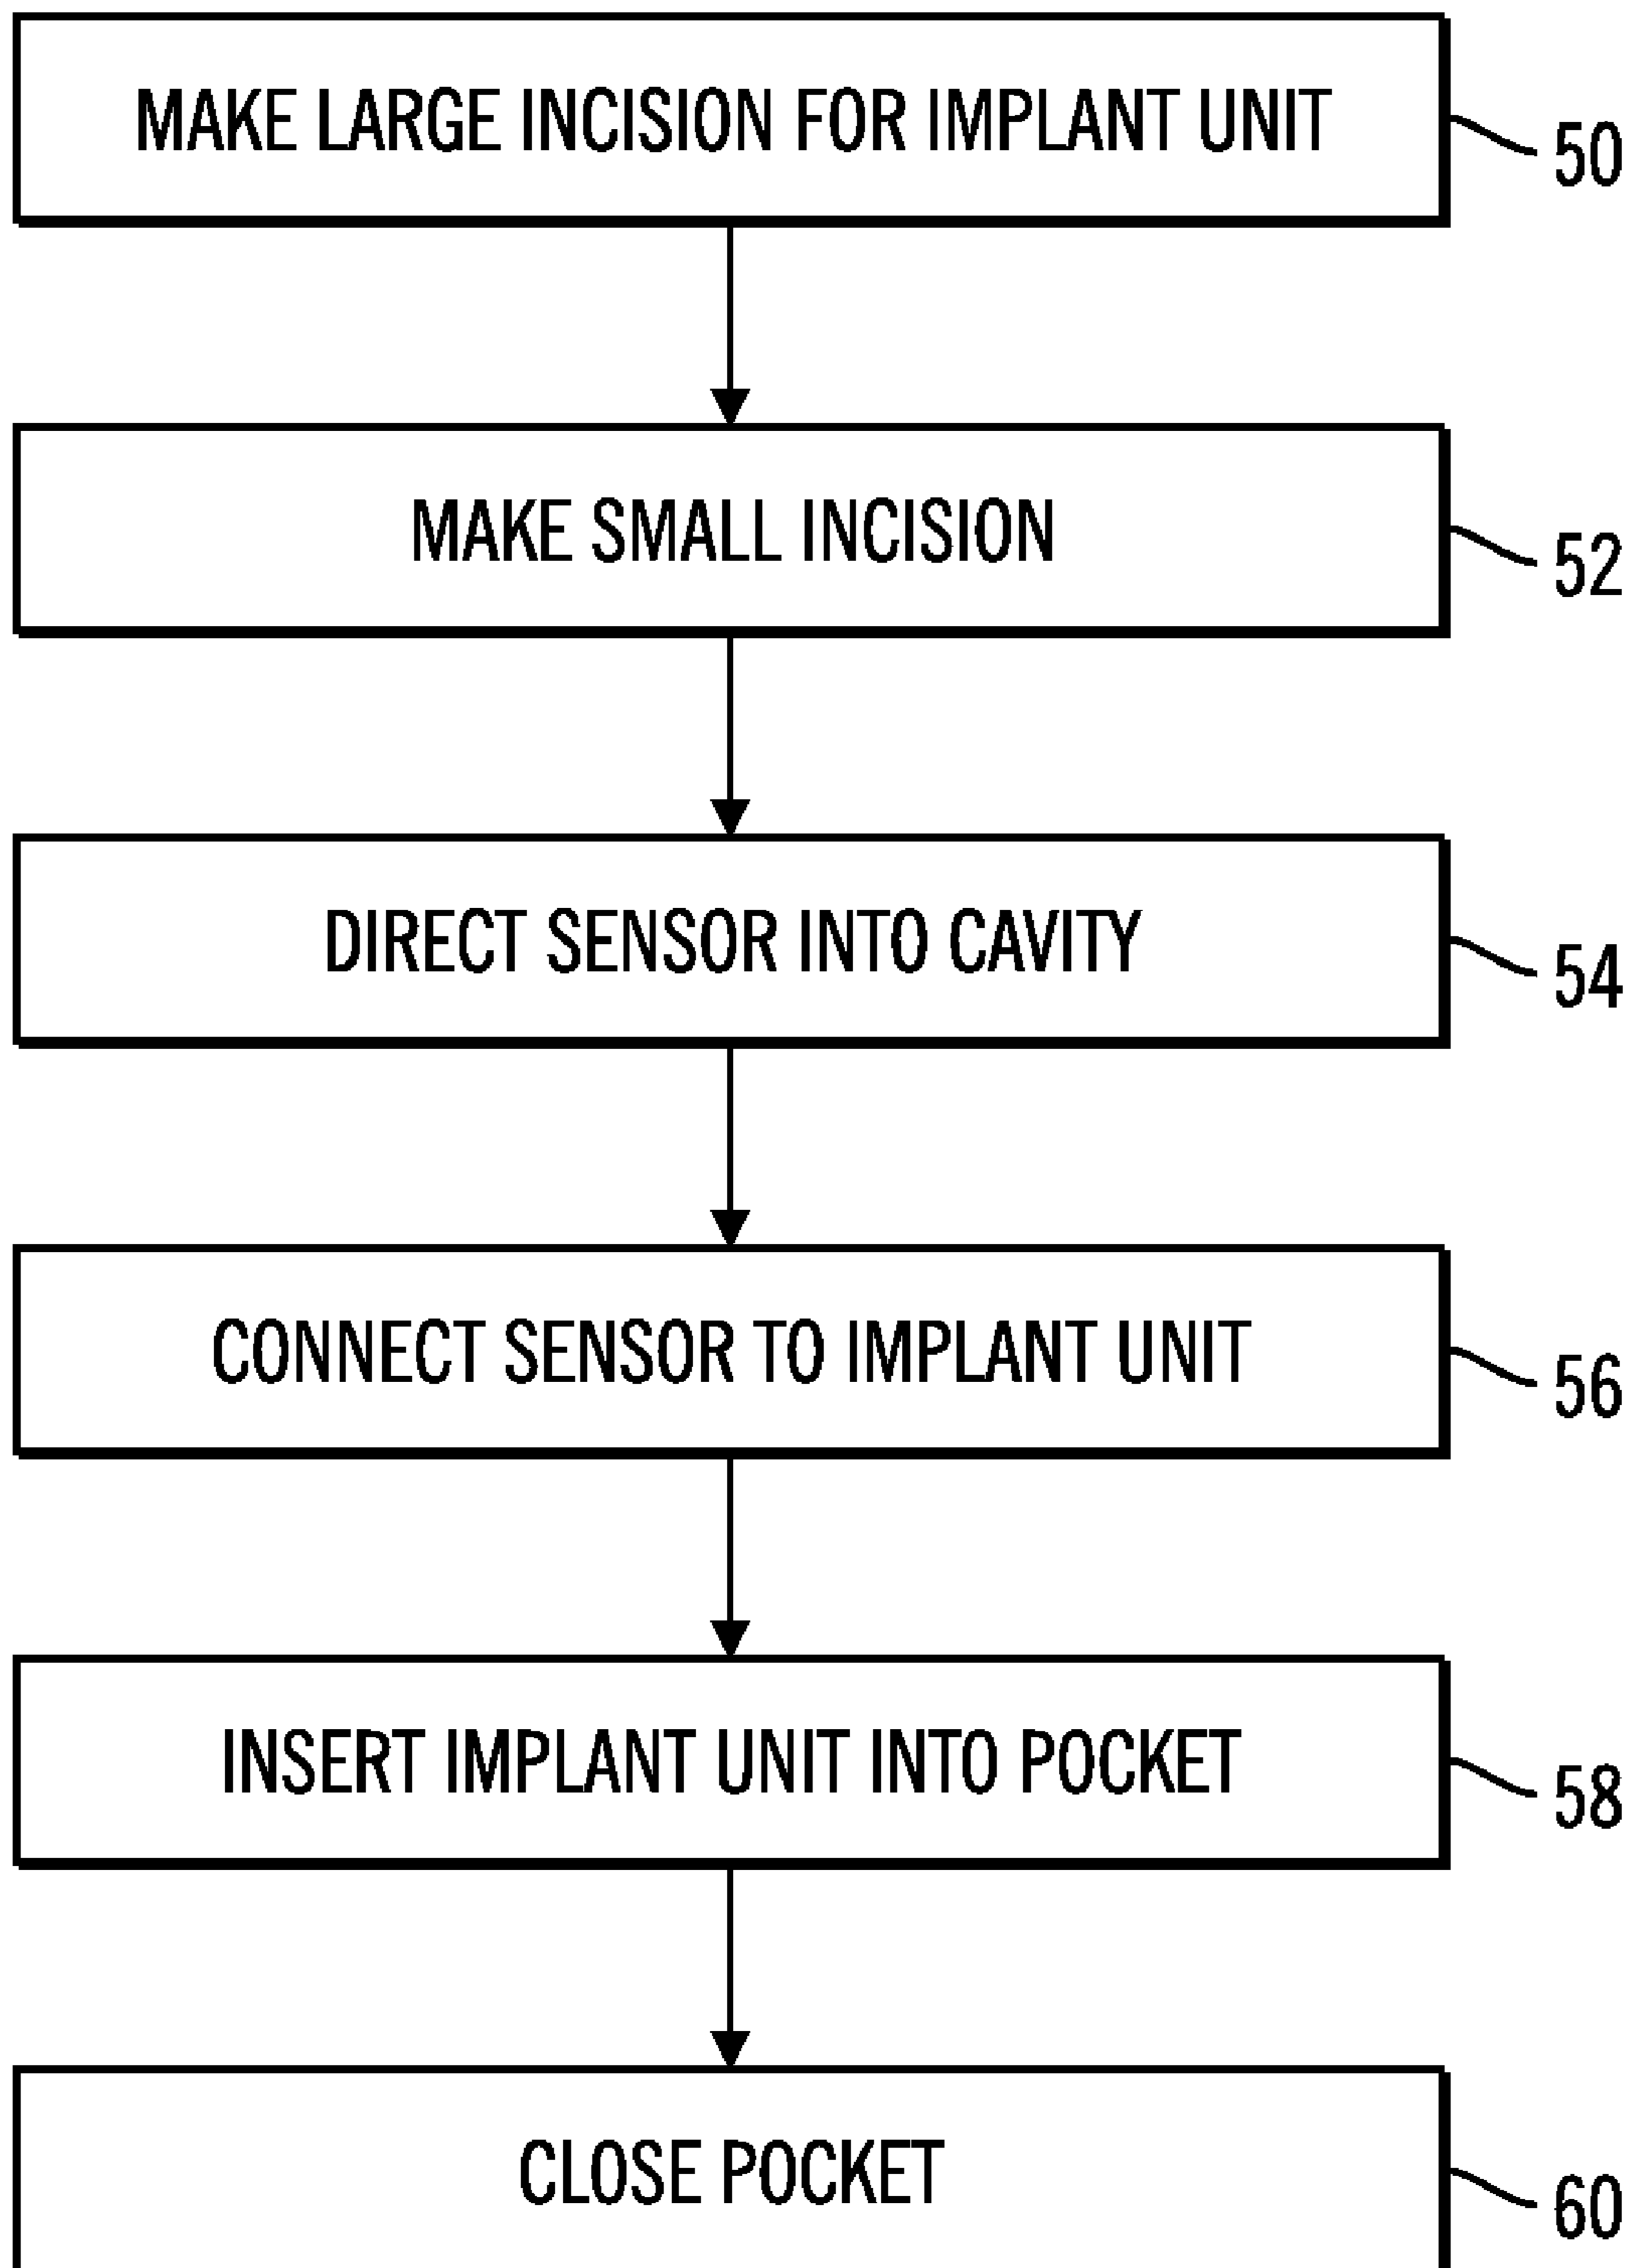 MAKE LARGE INCISION FOR IMPLANT UNIT
50
MAKE SMALL INCISION
52
DIRECT SENSOR INTO CAVITY
54
CONNECT SENSOR TO IMPLANT UNIT
56
INSERT IMPLANT UNIT INTO POCKET
58
CLOSE POCKET
60